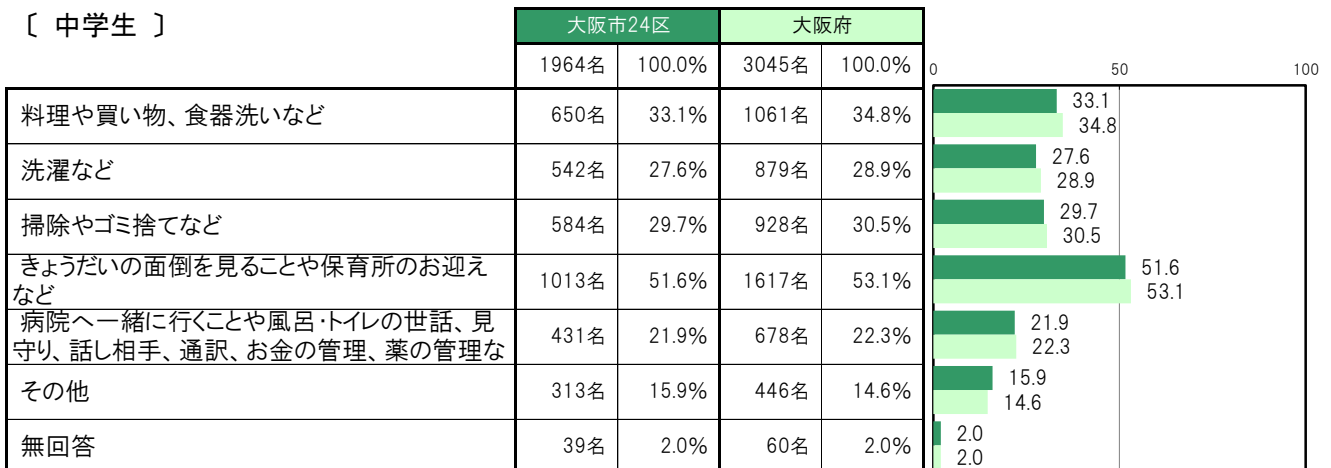 〔 中学生 〕
大阪市24区 大阪府
1964名 100.0% 3045名 100.0%
0 50 100
料理や買い物、食器洗いなど 650名 33.1% 1061名 34.8%
33.1
34.8
洗濯など 542名 27.6% 879名 28.9%
27.6
28.9
掃除やゴミ捨てなど 584名 29.7% 928名 30.5%
29.7
30.5
きょうだいの面倒を見ることや保育所のお迎え
など
1013名 51.6% 1617名 53.1%
51.6
53.1
病院へ一緒に行くことや風呂・トイレの世話、見
守り、話し相手、通訳、お金の管理、薬の管理な
431名 21.9% 678名 22.3%
21.9
22.3
その他 313名 15.9% 446名 14.6%
15.9
14.6
無回答 39名 2.0% 60名 2.0%
2.0
2.0